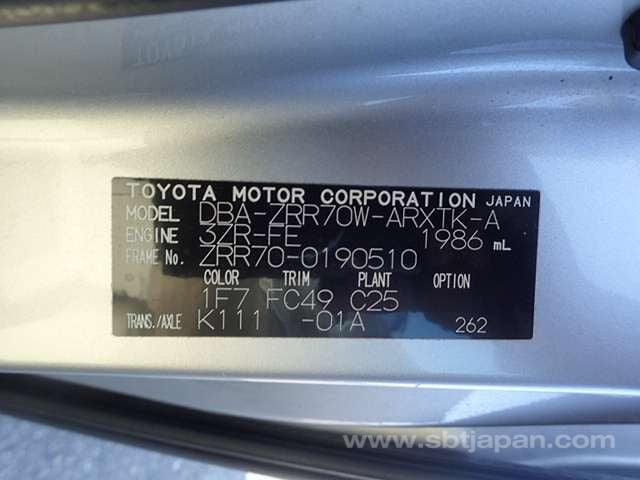 TOYOTA MOTOR CORPORATION JAPAN
MODEL DBA-ZRR70W-ARXTK-A
ENGINE 3ZR-FE 1986 mL
FRAME No. ZRR70-0190510
COLOR TRIM PLANT OPTION
1F7 FC49 C25
TRANS./AXLE K111 -01A 262
www.sbtjapan.com